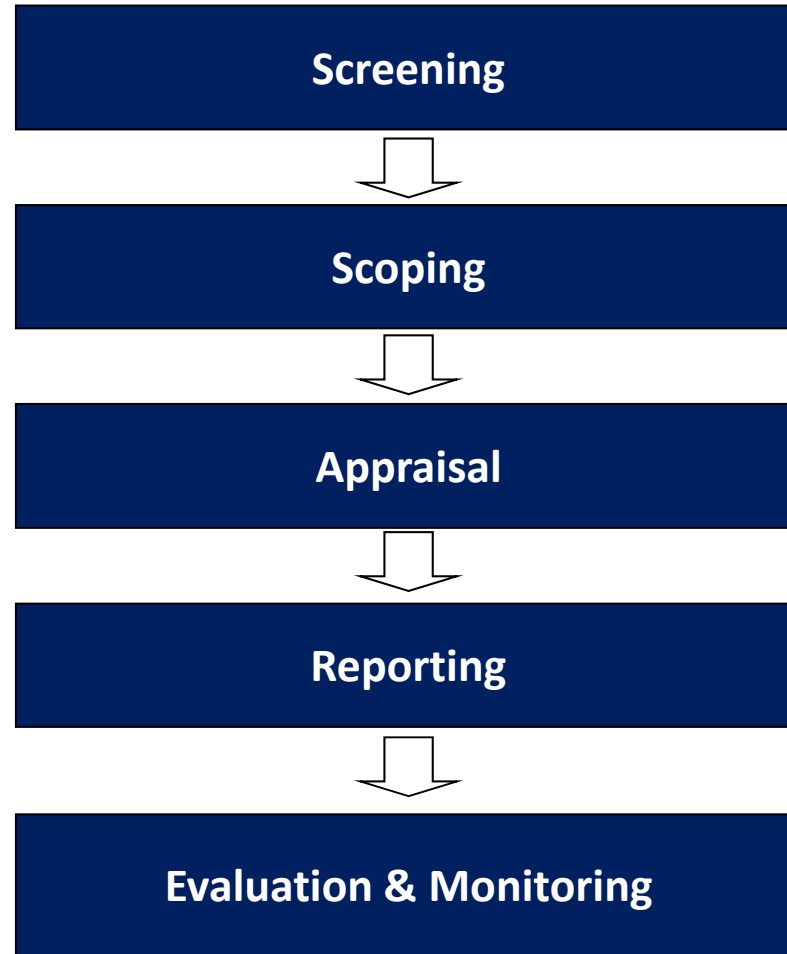 Screening
Scoping
Appraisal
Reporting
Evaluation & Monitoring